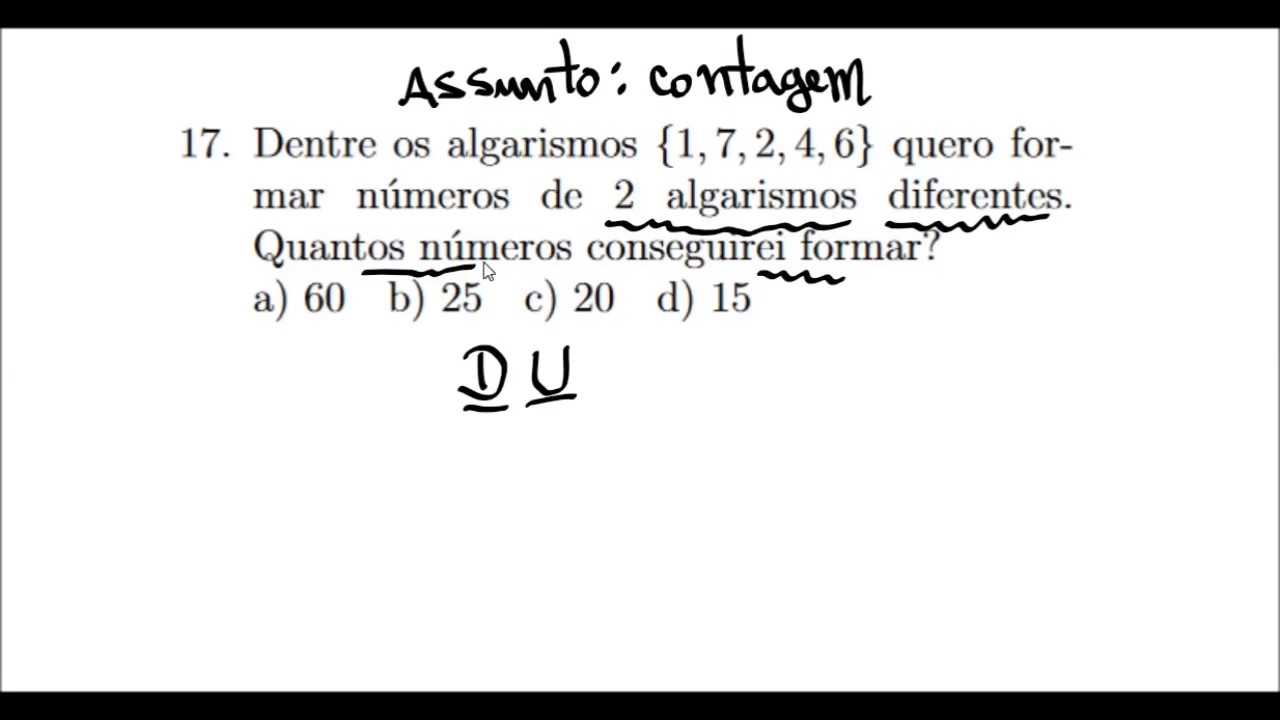 Assunto: contagem
17. Dentre os algarismos {1, 7, 2, 4, 6} quero for-
mar números de 2 algarismos diferentes.
Quantos números conseguirei formar?
a) 60 b) 25 c) 20 d) 15
D U